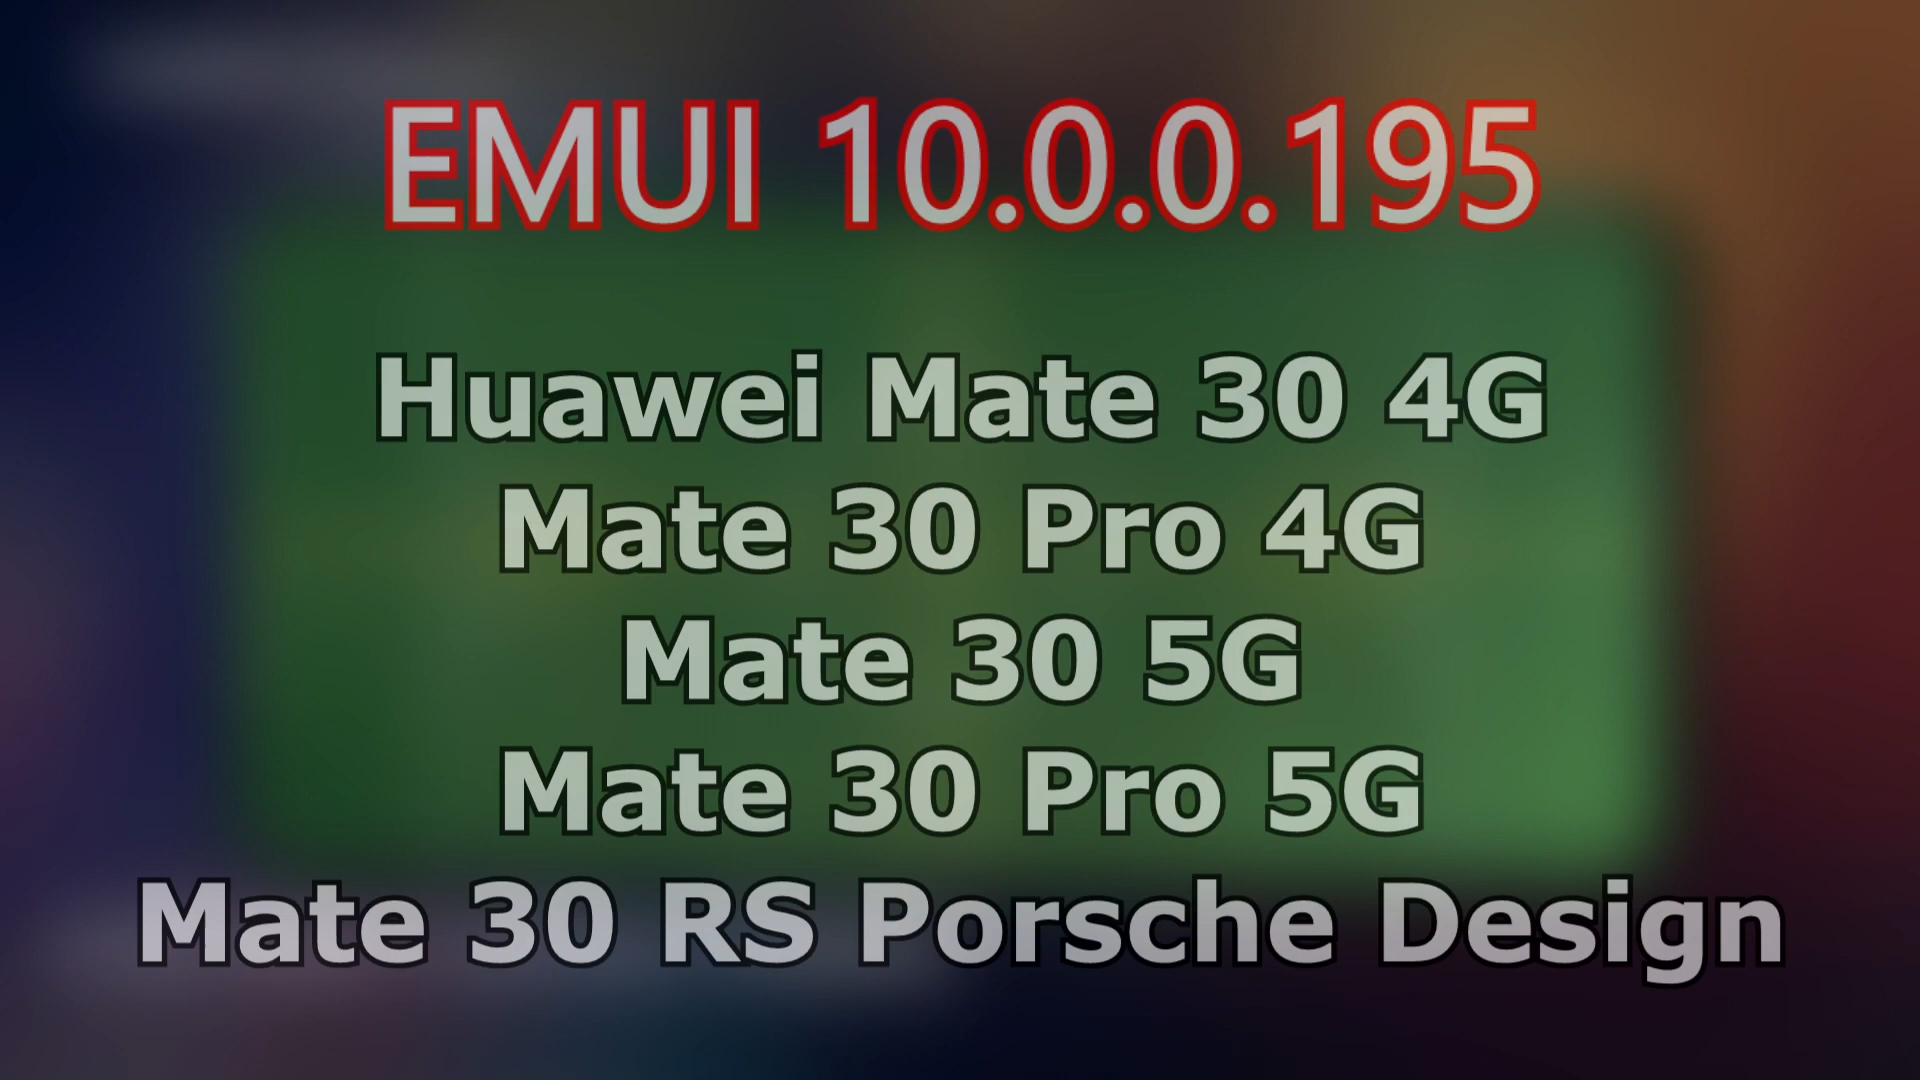 EMUI 10.0.0.195
Huawei Mate 30 4G
Mate 30 Pro 4G
Mate 30 5G
Mate 30 Pro 5G
Mate 30 RS Porsche Design